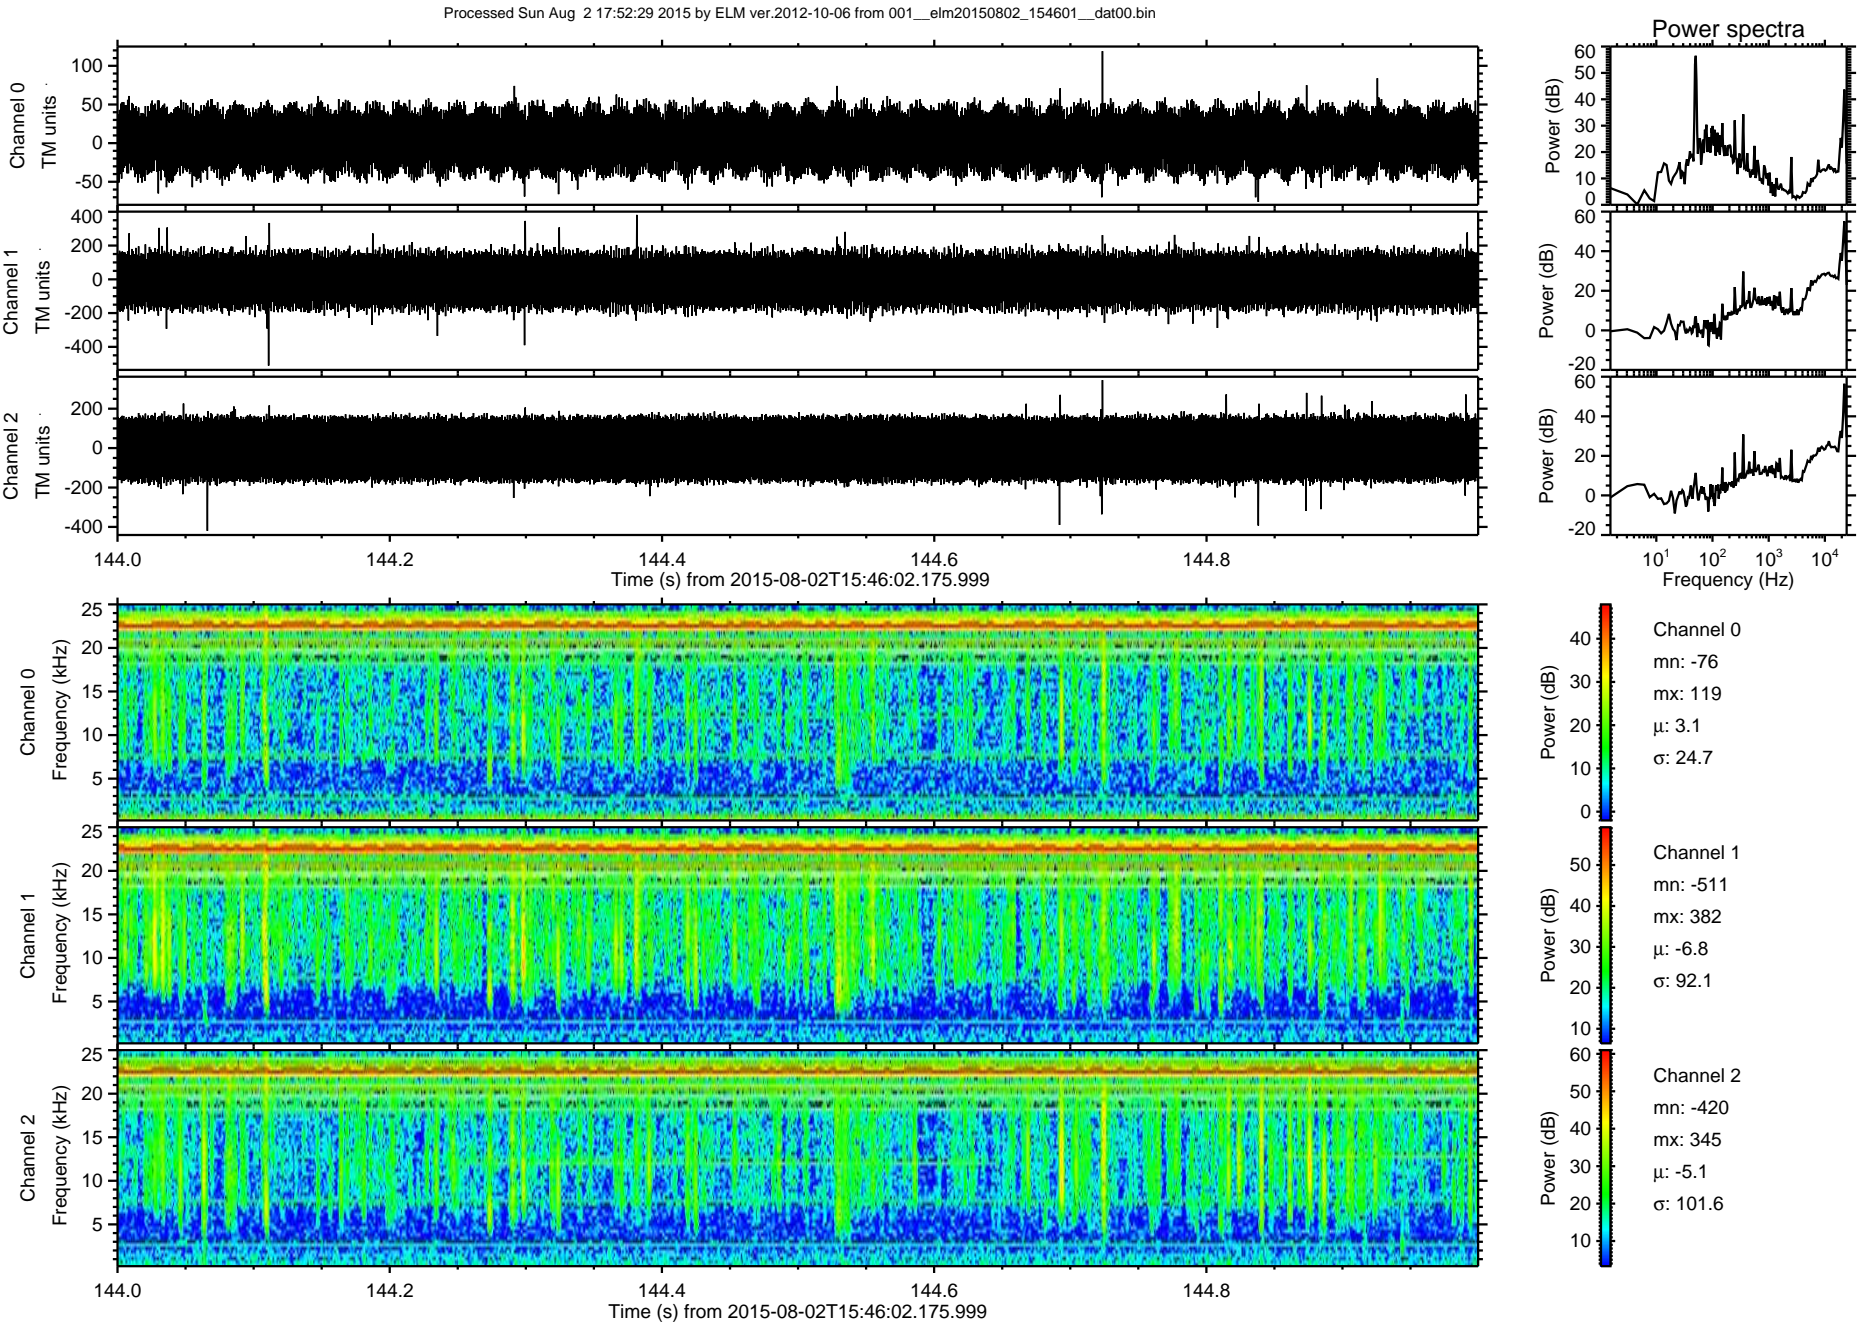 Processed Sun Aug  2 17:52:29 2015 by ELM ver.2012-10-06 from 001__elm20150802_154601__dat00.bin
Power spectra
Channel 0
TM units
100
50
0
-50
Power (dB)
60
50
40
30
20
10
0
Channel 1
TM units
400
200
0
-200
-400
Power (dB)
60
40
20
0
-20
Channel 2
TM units
200
0
-200
-400
Power (dB)
60
40
20
0
-20
144.0 144.2 144.4 144.6 144.8
Time (s) from 2015-08-02T15:46:02.175.999
10¹ 10² 10³ 10⁴
Frequency (Hz)
Channel 0
Frequency (kHz)
25
20
15
10
5
Power (dB)
40
30
20
10
0
Channel 0
mn: -76
mx: 119
μ: 3.1
σ: 24.7
Channel 1
Frequency (kHz)
25
20
15
10
5
Power (dB)
50
40
30
20
10
Channel 1
mn: -511
mx: 382
μ: -6.8
σ: 92.1
Channel 2
Frequency (kHz)
25
20
15
10
5
Power (dB)
60
50
40
30
20
10
Channel 2
mn: -420
mx: 345
μ: -5.1
σ: 101.6
144.0 144.2 144.4 144.6 144.8
Time (s) from 2015-08-02T15:46:02.175.999